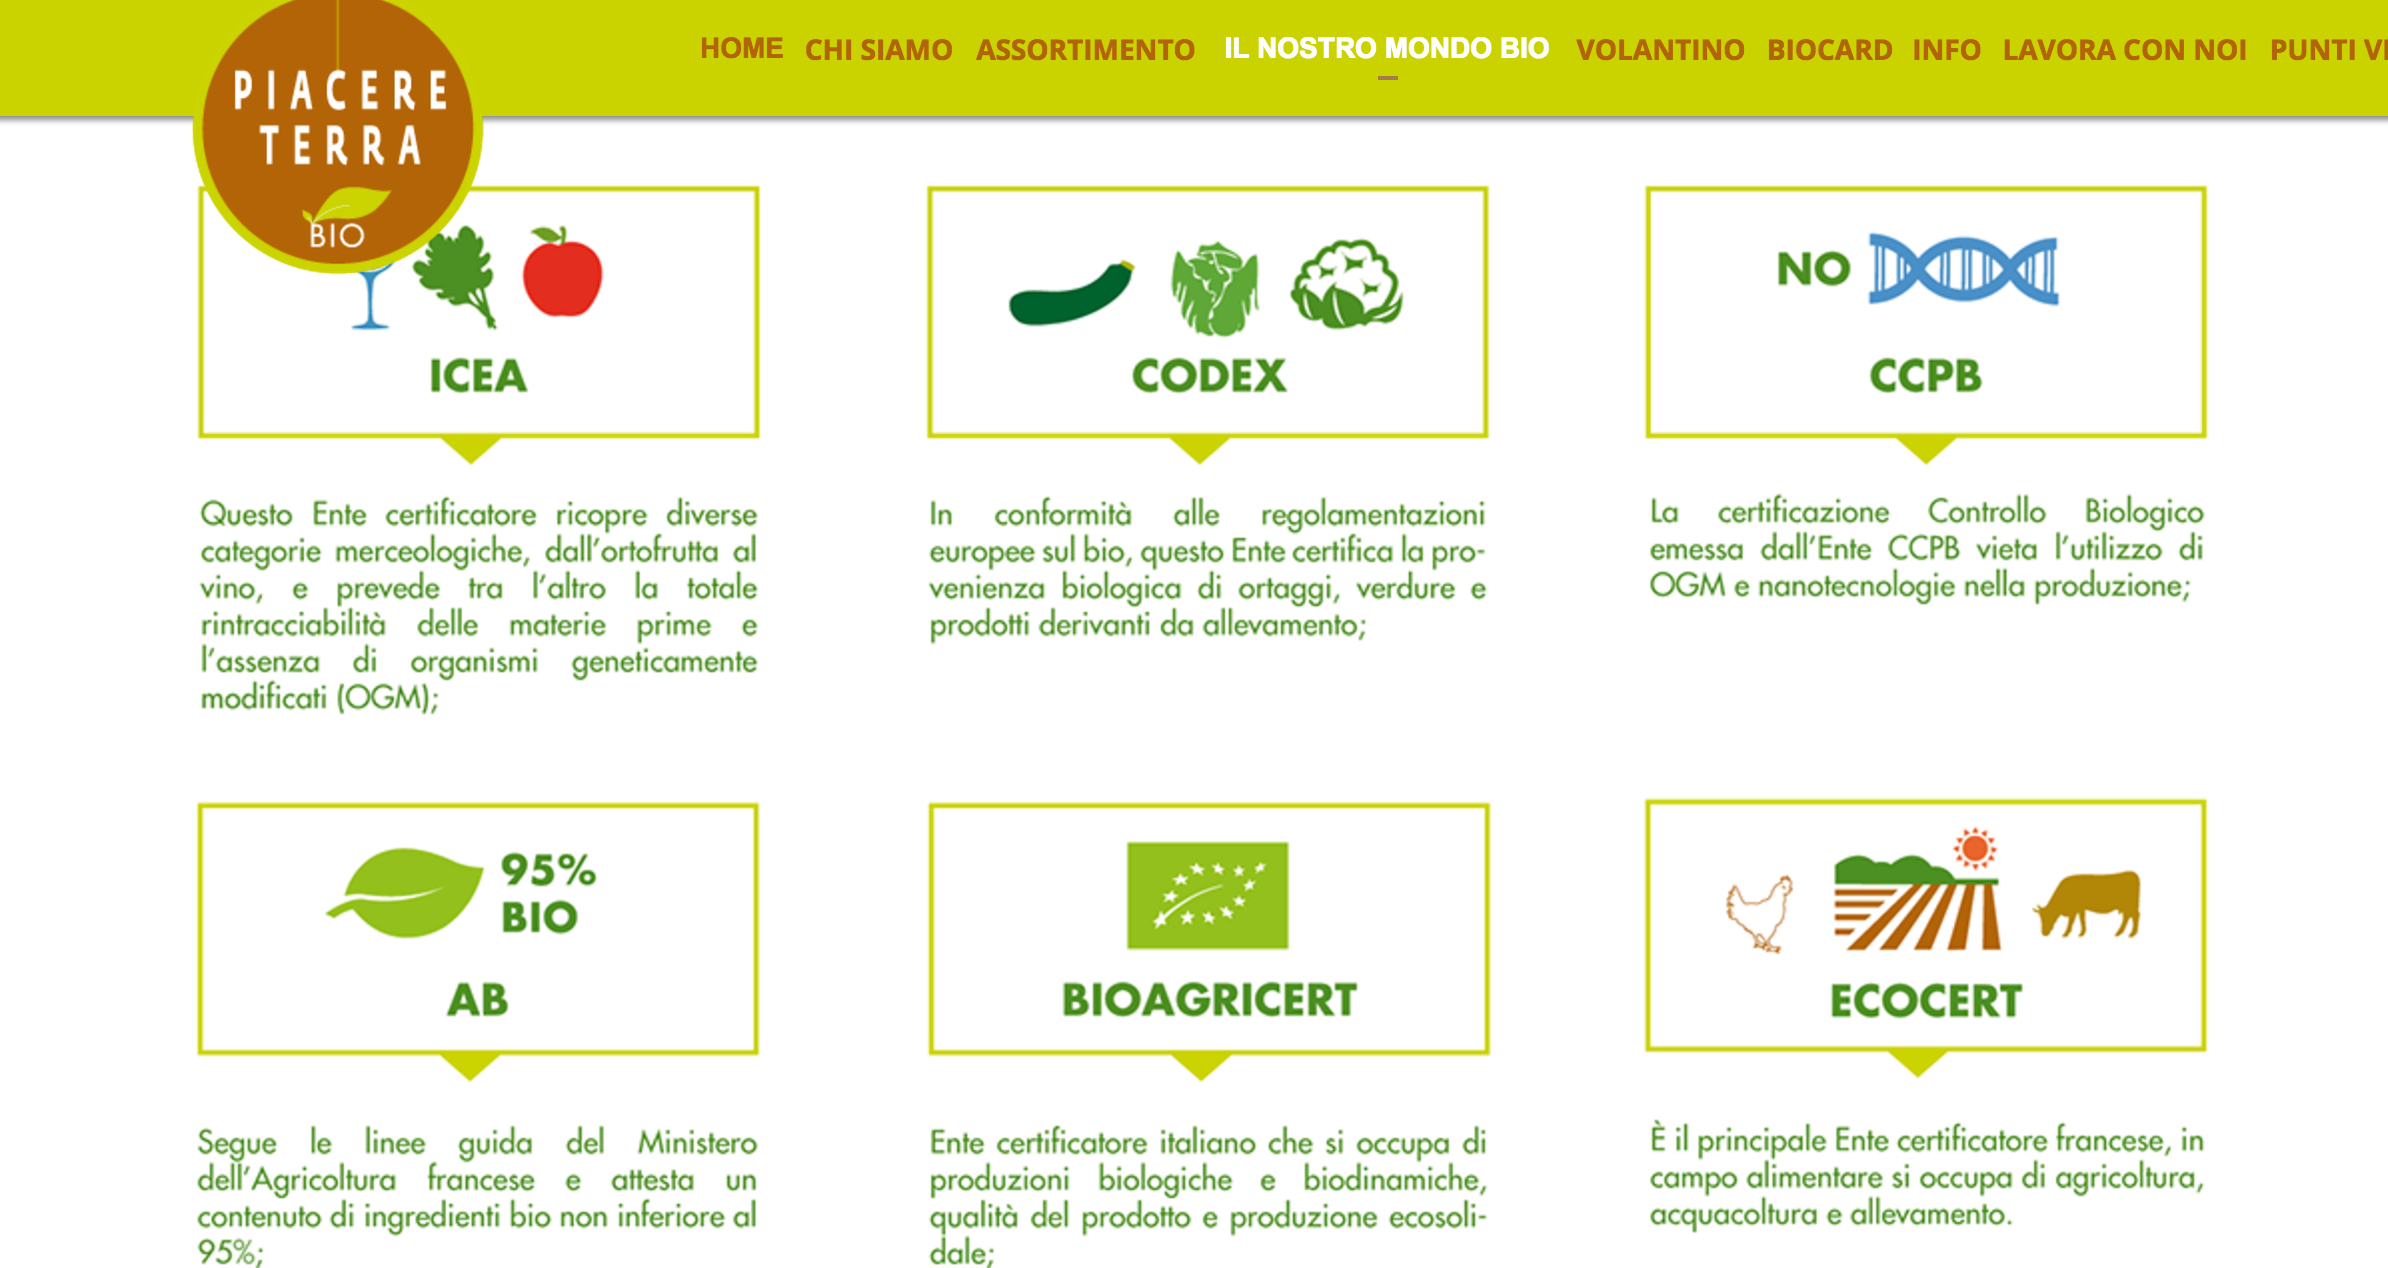 HOME CHI SIAMO ASSORTIMENTO IL NOSTRO MONDO BIO VOLANTINO BIOCARD INFO LAVORA CON NOI PUNTI
PIACERE
TERRA
BIO
ICEA
Questo Ente certificatore ricopre diverse
categorie merceologiche, dall'ortofrutta al
vino, e prevede tra l'altro la totale
rintracciabilità delle materie prime e
l'assenza di organismi geneticamente
modificati (OGM);
CODEX
In conformità alle regolamentazioni
europee sul bio, questo Ente certifica la pro-
venienza biologica di ortaggi, verdure e
prodotti derivanti da allevamento;
NO
CCPB
La certificazione Controllo Biologico
emessa dall'Ente CCPB vieta l'utilizzo di
OGM e nanotecnologie nella produzione;
95%
BIO
AB
Segue le linee guida del Ministero
dell'Agricoltura francese e attesta un
contenuto di ingredienti bio non inferiore al
95%;
BIOAGRICERT
Ente certificatore italiano che si occupa di
produzioni biologiche e biodinamiche,
qualità del prodotto e produzione ecosoli-
dale;
ECOCERT
È il principale Ente certificatore francese, in
campo alimentare si occupa di agricoltura,
acquacoltura e allevamento.